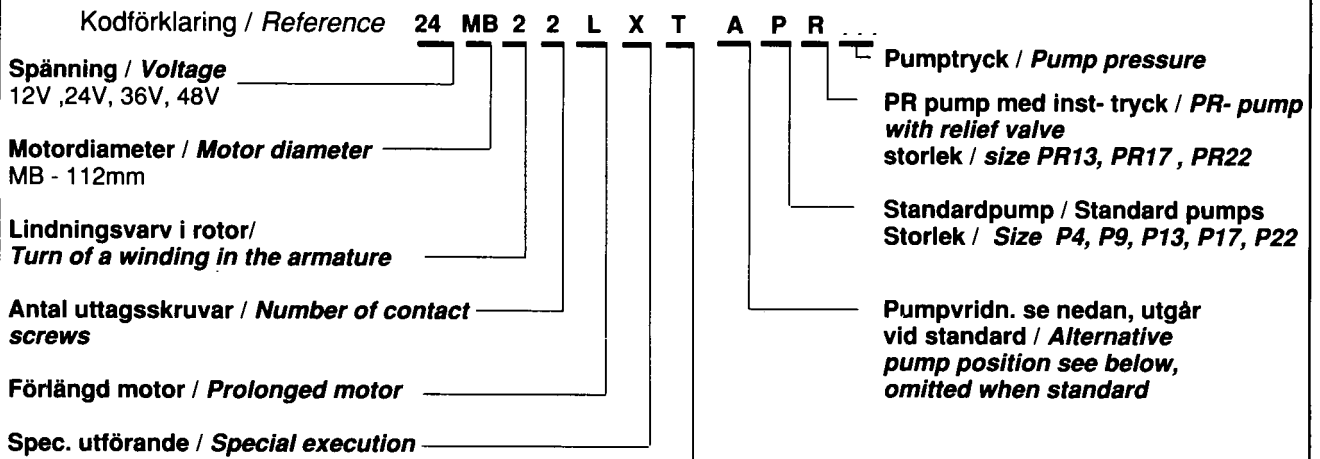 Kodförklaring / Reference 24 MB 2 2 L X T A P R ...
Spänning / Voltage
12V ,24V, 36V, 48V
Motordiameter / Motor diameter
MB - 112mm
Lindningsvarv i rotor/
Turn of a winding in the armature
Antal uttagsskruvar / Number of contact
screws
Förlängd motor / Prolonged motor
Spec. utförande / Special execution
Pumptryck / Pump pressure
PR pump med inst- tryck / PR- pump
with relief valve
storlek / size PR13, PR17 , PR22
Standardpump / Standard pumps
Storlek / Size P4, P9, P13, P17, P22
Pumpvridn. se nedan, utgår
vid standard / Alternative
pump position see below,
omitted when standard